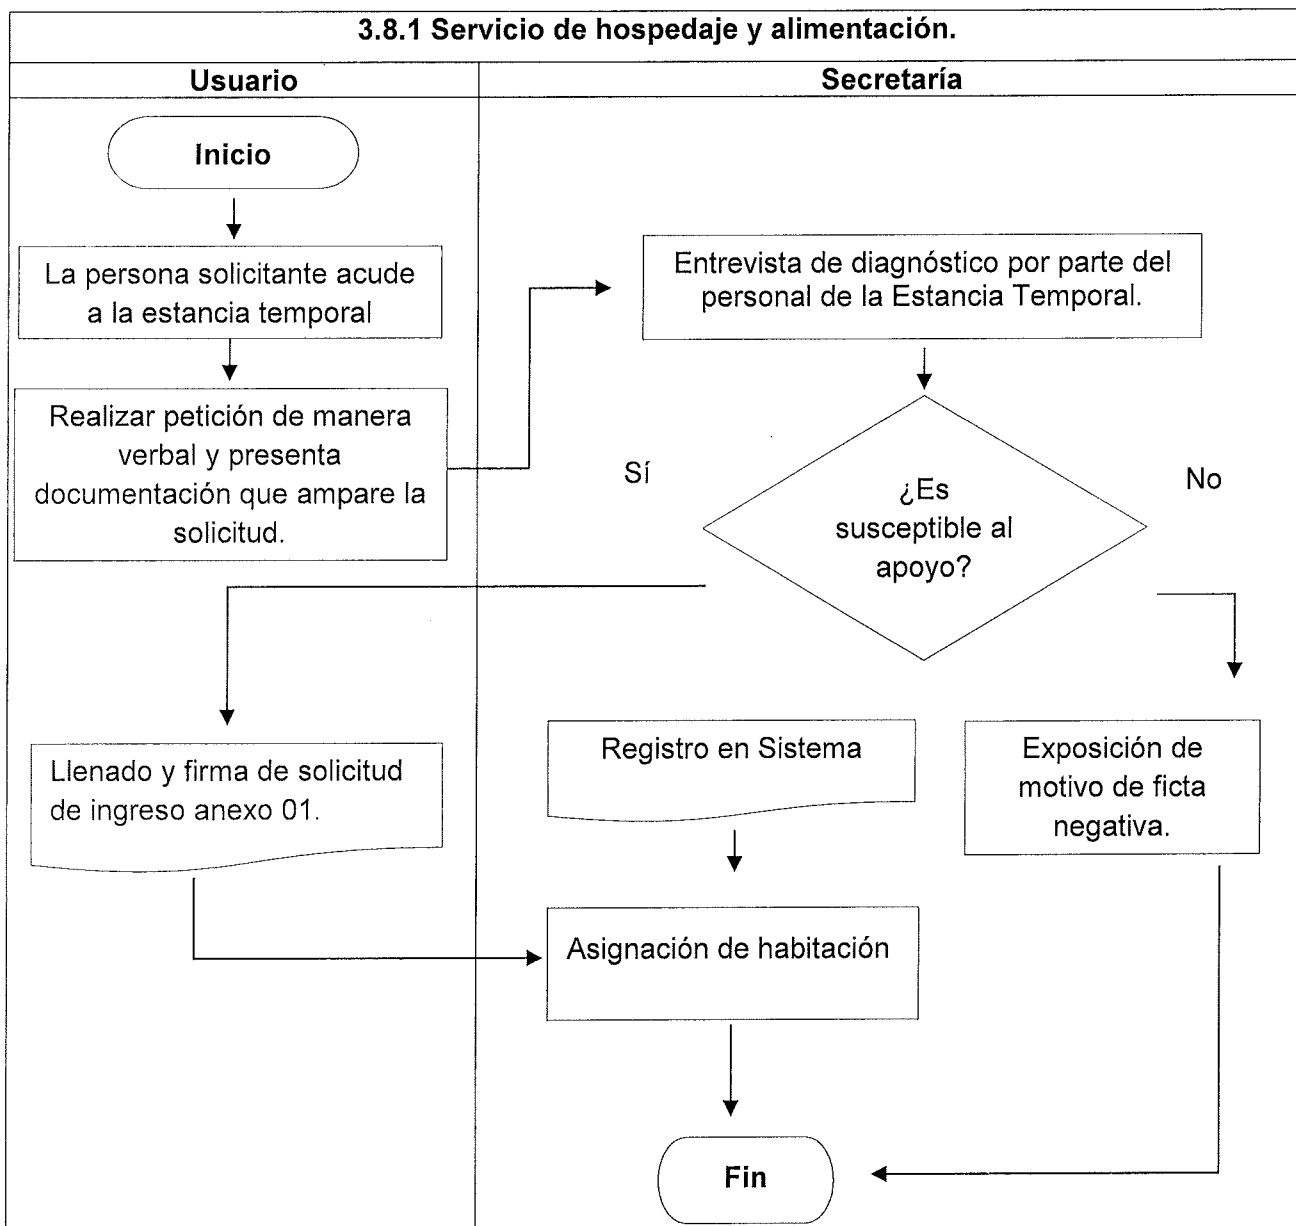 3.8.1 Servicio de hospedaje y alimentación.
Usuario
Secretaría
Inicio
La persona solicitante acude
a la estancia temporal
Realizar petición de manera
verbal y presenta
documentación que ampare la
solicitud.
Entrevista de diagnóstico por parte del
personal de la Estancia Temporal.
Sí
¿Es
susceptible al
apoyo?
No
Llenado y firma de solicitud
de ingreso anexo 01.
Registro en Sistema
Exposición de
motivo de ficta
negativa.
Asignación de habitación
Fin